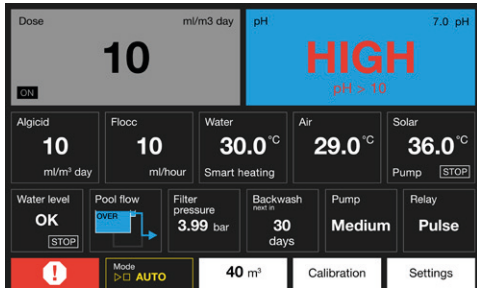 Dose ml/m3 day
10
ON
pH 7.0 pH
HIGH
pH > 10
Algicid
10
ml/m³ day
Flocc
10
ml/hour
Water
30.0°C
Smart heating
Air
29.0°C
Solar
36.0°C
Pump STOP
Water level
OK
STOP
Pool flow
OVER
Filter
pressure
3.99 bar
Backwash
next in
30
days
Pump
Medium
Relay
Pulse
!
Mode
AUTO
40 m³
Calibration
Settings